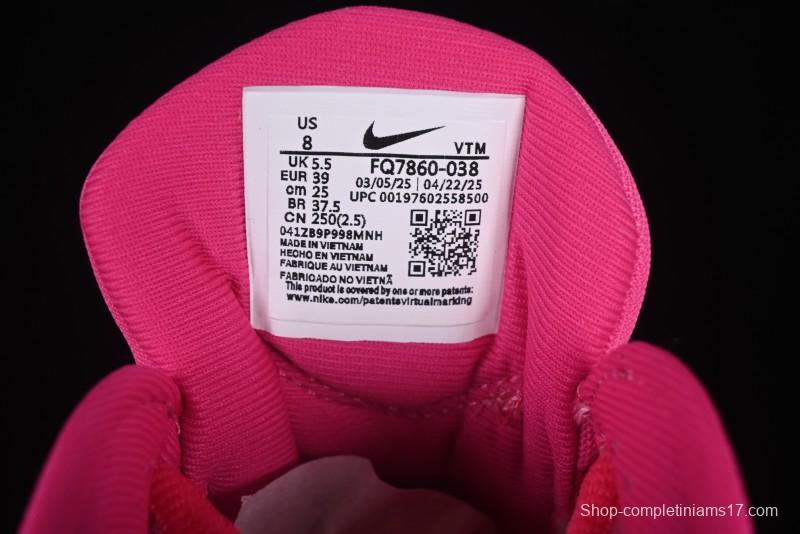 US
8
VTM
UK 5.5
EUR 39
cm 25
BR 37.5
CN 250(2.5)
FQ7860-038
03/05/25 | 04/22/25
UPC 00197602558500
041ZB9P998MNH
MADE IN VIETNAM
HECHO EN VIETNAM
FABRIQUE AU VIETNAM
FABRICADO NO VIETNÃ
This product is covered by one or more patents:
www.nike.com/patentsvirtualmarking
Shop-completiniams17.com